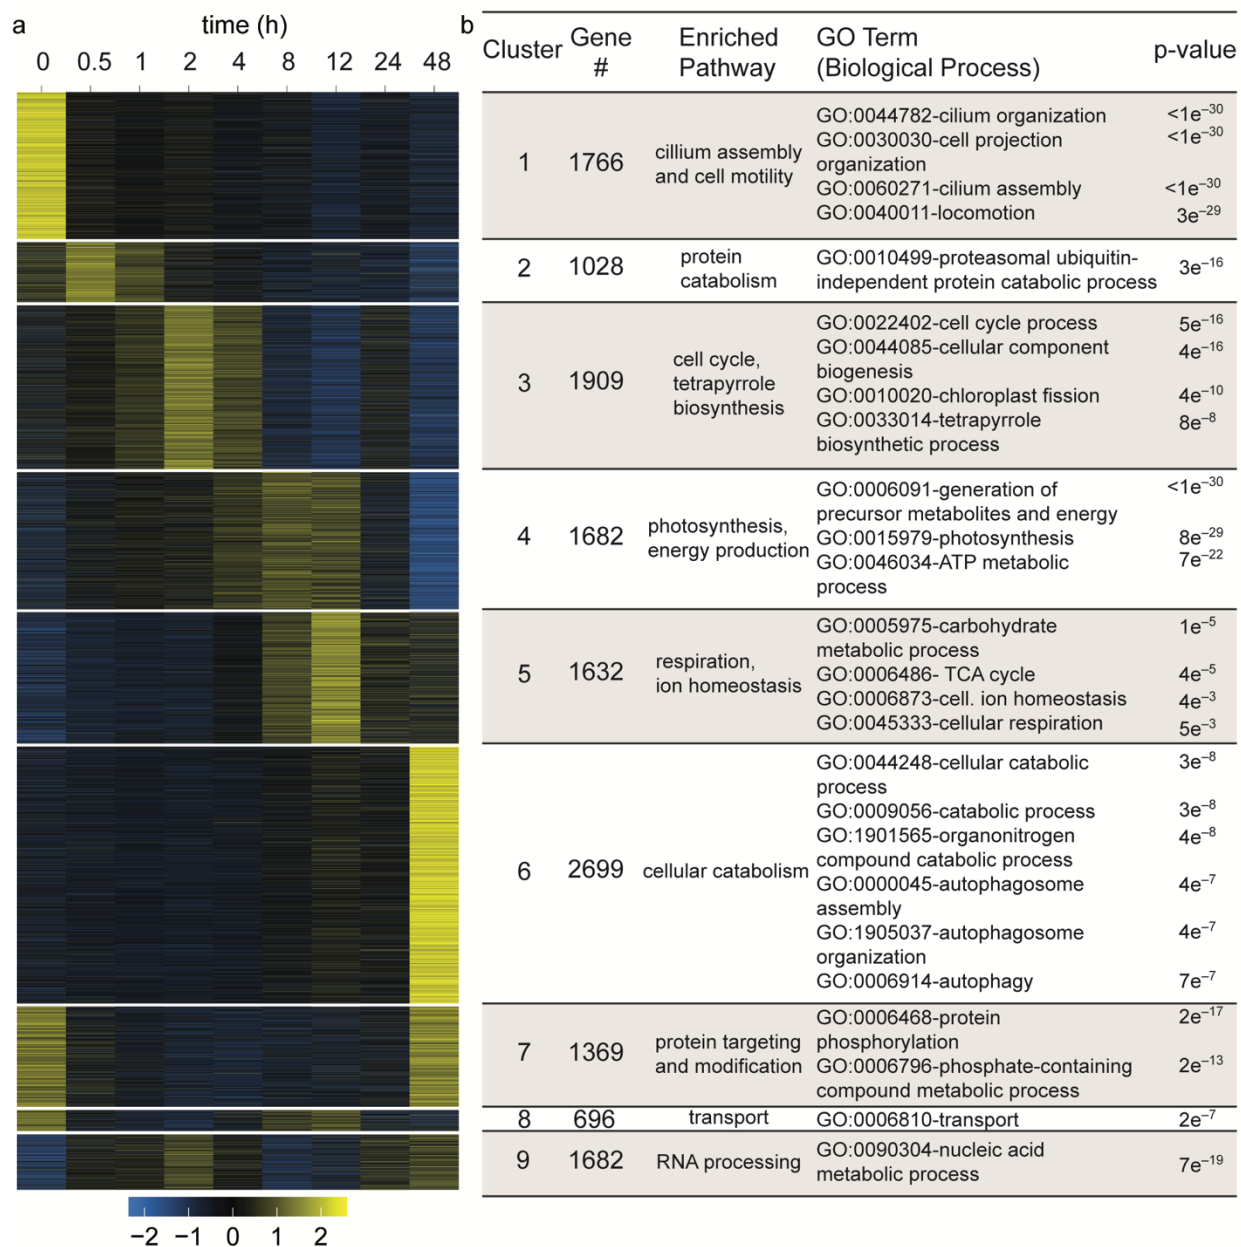 a
time (h)
0 0.5 1 2 4 8 12 24 48
−2 −1 0 1 2
b
Cluster Gene # Enriched Pathway GO Term (Biological Process) p-value
1 1766 cillium assembly and cell motility
GO:0044782-cilium organization <1e−30
GO:0030030-cell projection <1e−30
organization
GO:0060271-cilium assembly <1e−30
GO:0040011-locomotion 3e−29
2 1028 protein catabolism
GO:0010499-proteasomal ubiquitin-
independent protein catabolic process 3e−16
3 1909 cell cycle, tetrapyrrole biosynthesis
GO:0022402-cell cycle process 5e−16
GO:0044085-cellular component 4e−16
biogenesis
GO:0010020-chloroplast fission 4e−10
GO:0033014-tetrapyrrole 8e−8
biosynthetic process
4 1682 photosynthesis, energy production
GO:0006091-generation of <1e−30
precursor metabolites and energy
GO:0015979-photosynthesis 8e−29
GO:0046034-ATP metabolic 7e−22
process
5 1632 respiration, ion homeostasis
GO:0005975-carbohydrate 1e−5
metabolic process
GO:0006486- TCA cycle 4e−5
GO:0006873-cell. ion homeostasis 4e−3
GO:0045333-cellular respiration 5e−3
6 2699 cellular catabolism
GO:0044248-cellular catabolic 3e−8
process
GO:0009056-catabolic process 3e−8
GO:1901565-organonitrogen 4e−8
compound catabolic process
GO:0000045-autophagosome 4e−7
assembly
GO:1905037-autophagosome 4e−7
organization
GO:0006914-autophagy 7e−7
7 1369 protein targeting and modification
GO:0006468-protein 2e−17
phosphorylation
GO:0006796-phosphate-containing 2e−13
compound metabolic process
8 696 transport GO:0006810-transport 2e−7
9 1682 RNA processing
GO:0090304-nucleic acid
metabolic process 7e−19